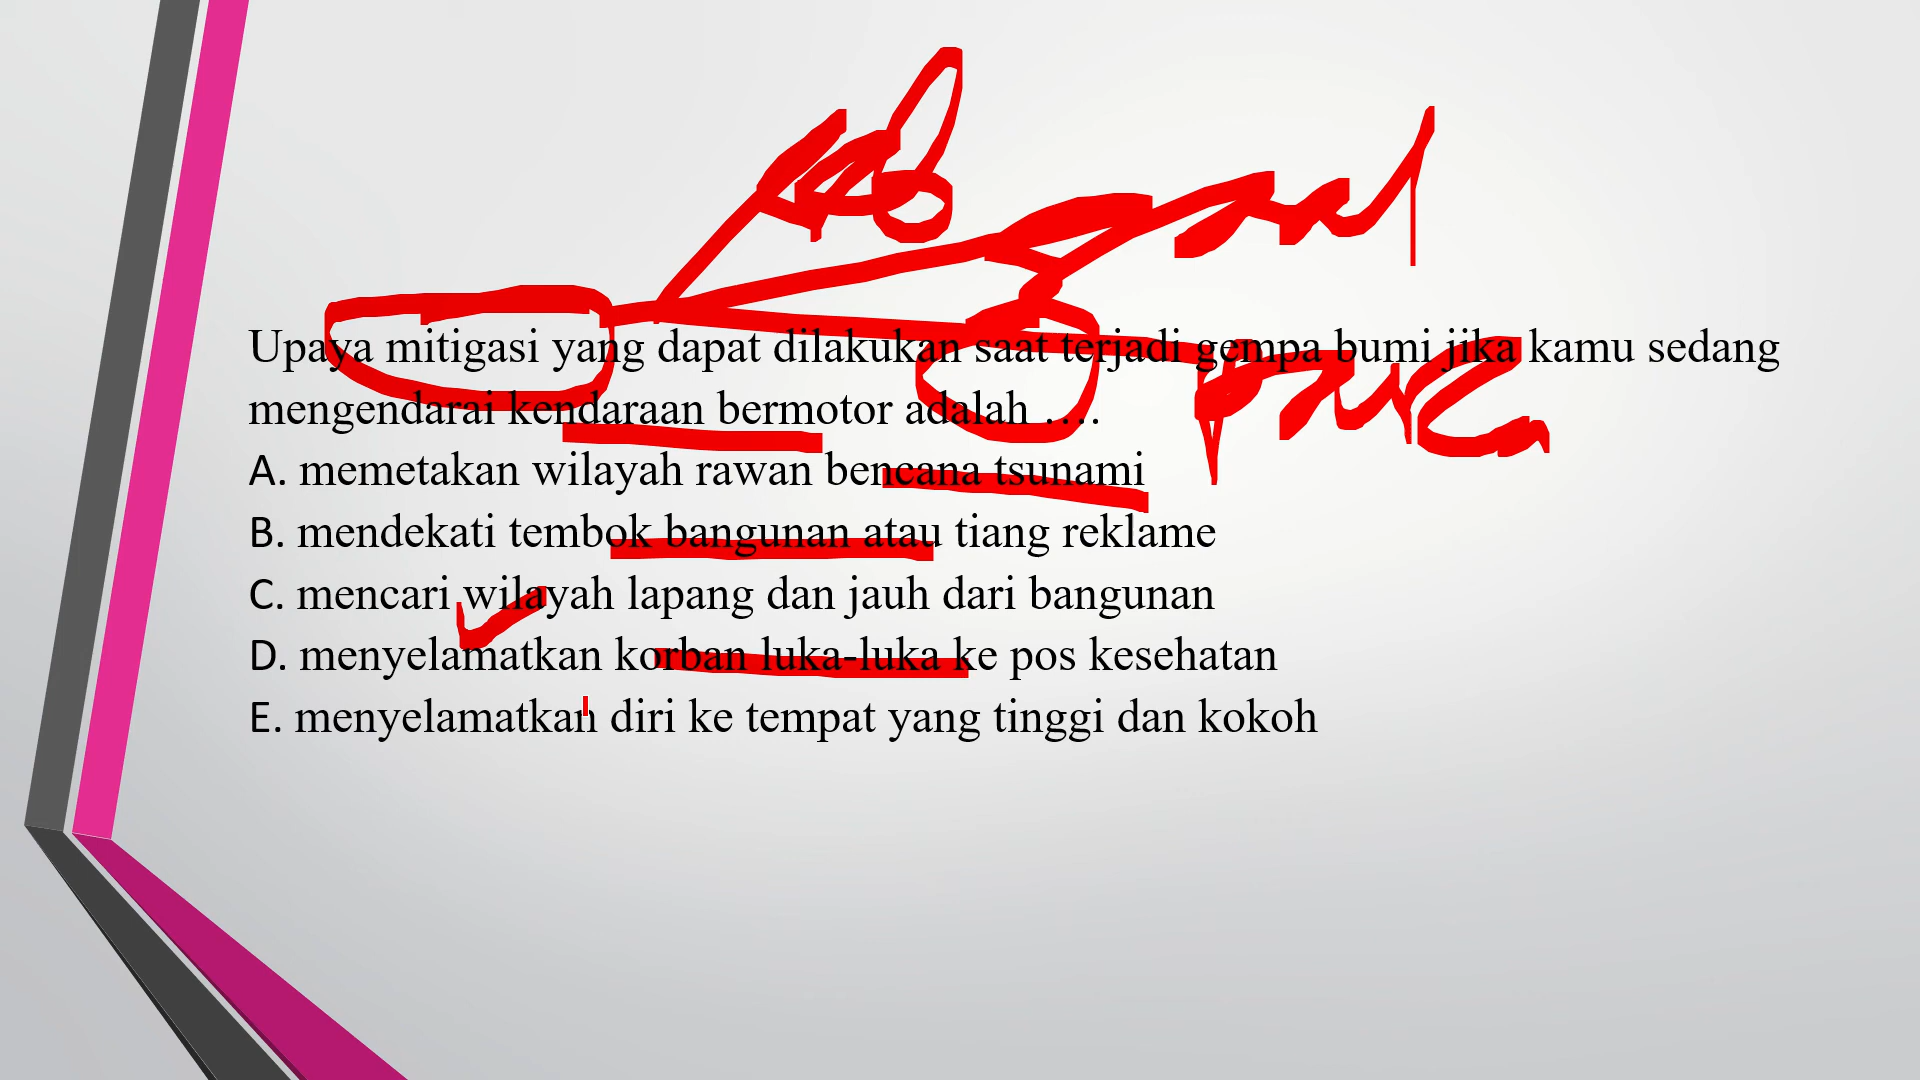 saat
pasca
Upaya mitigasi yang dapat dilakukan saat terjadi gempa bumi jika kamu sedang
mengendarai kendaraan bermotor adalah ….
A. memetakan wilayah rawan bencana tsunami
B. mendekati tembok bangunan atau tiang reklame
C. mencari wilayah lapang dan jauh dari bangunan
D. menyelamatkan korban luka-luka ke pos kesehatan
E. menyelamatkan diri ke tempat yang tinggi dan kokoh